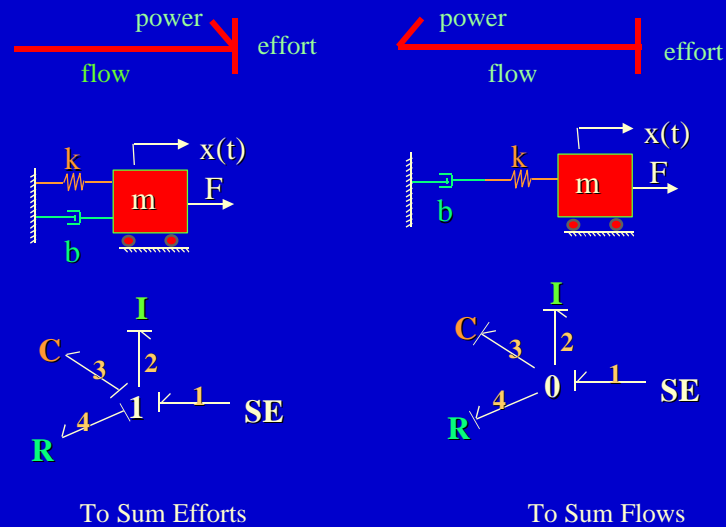 power
effort
flow
power
effort
flow
x(t)
k
F
m
b
x(t)
k
F
m
b
I
C
3
2
1
1
SE
4
R
I
C
3
2
0
1
SE
4
R
To Sum Efforts
To Sum Flows